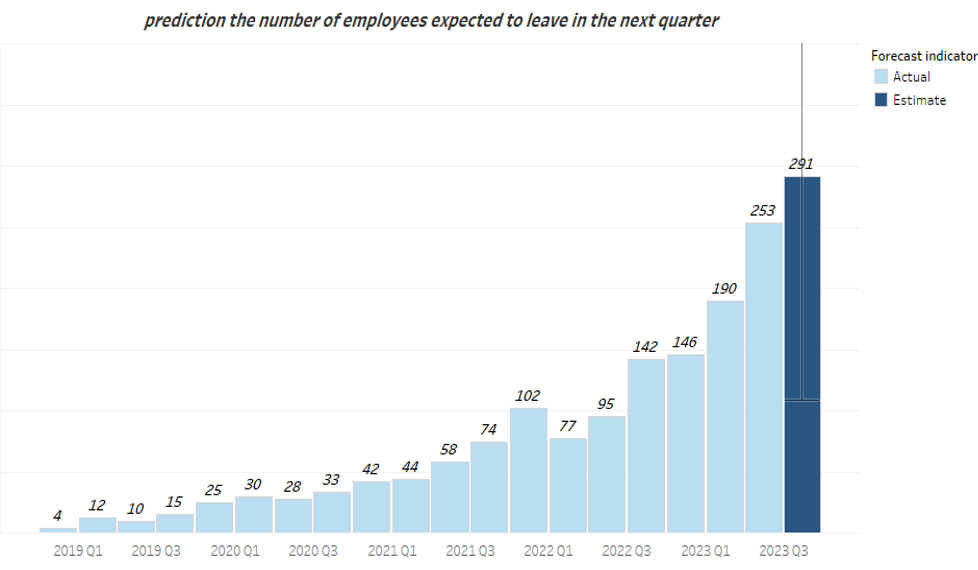 prediction the number of employees expected to leave in the next quarter
Forecast indicator
Actual
Estimate
291
253
190
142 146
102
95
74 77
58
42 44
25 30 28 33
4 12 10 15
2019 Q1 2019 Q3 2020 Q1 2020 Q3 2021 Q1 2021 Q3 2022 Q1 2022 Q3 2023 Q1 2023 Q3